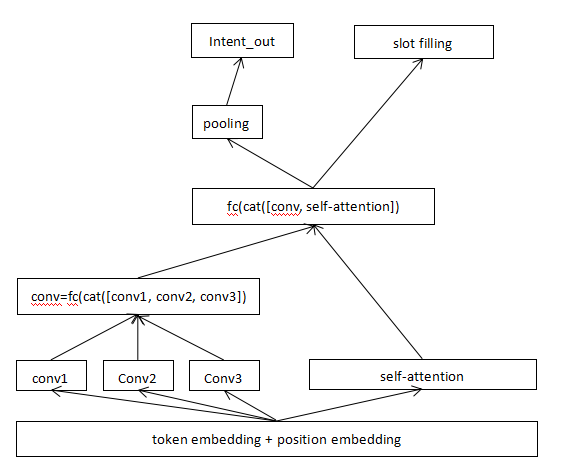 Intent_out
slot filling
pooling
fc(cat([conv, self-attention])
conv=fc(cat([conv1, conv2, conv3])
conv1
Conv2
Conv3
self-attention
token embedding + position embedding